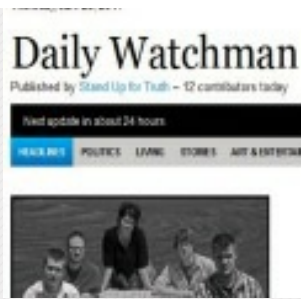 Daily Watchman
Published by Stand Up for Truth – 12 contributors today
Next update in about 24 hours
HEADLINES POLITICS LIVING STORIES ART & ENTERTAI